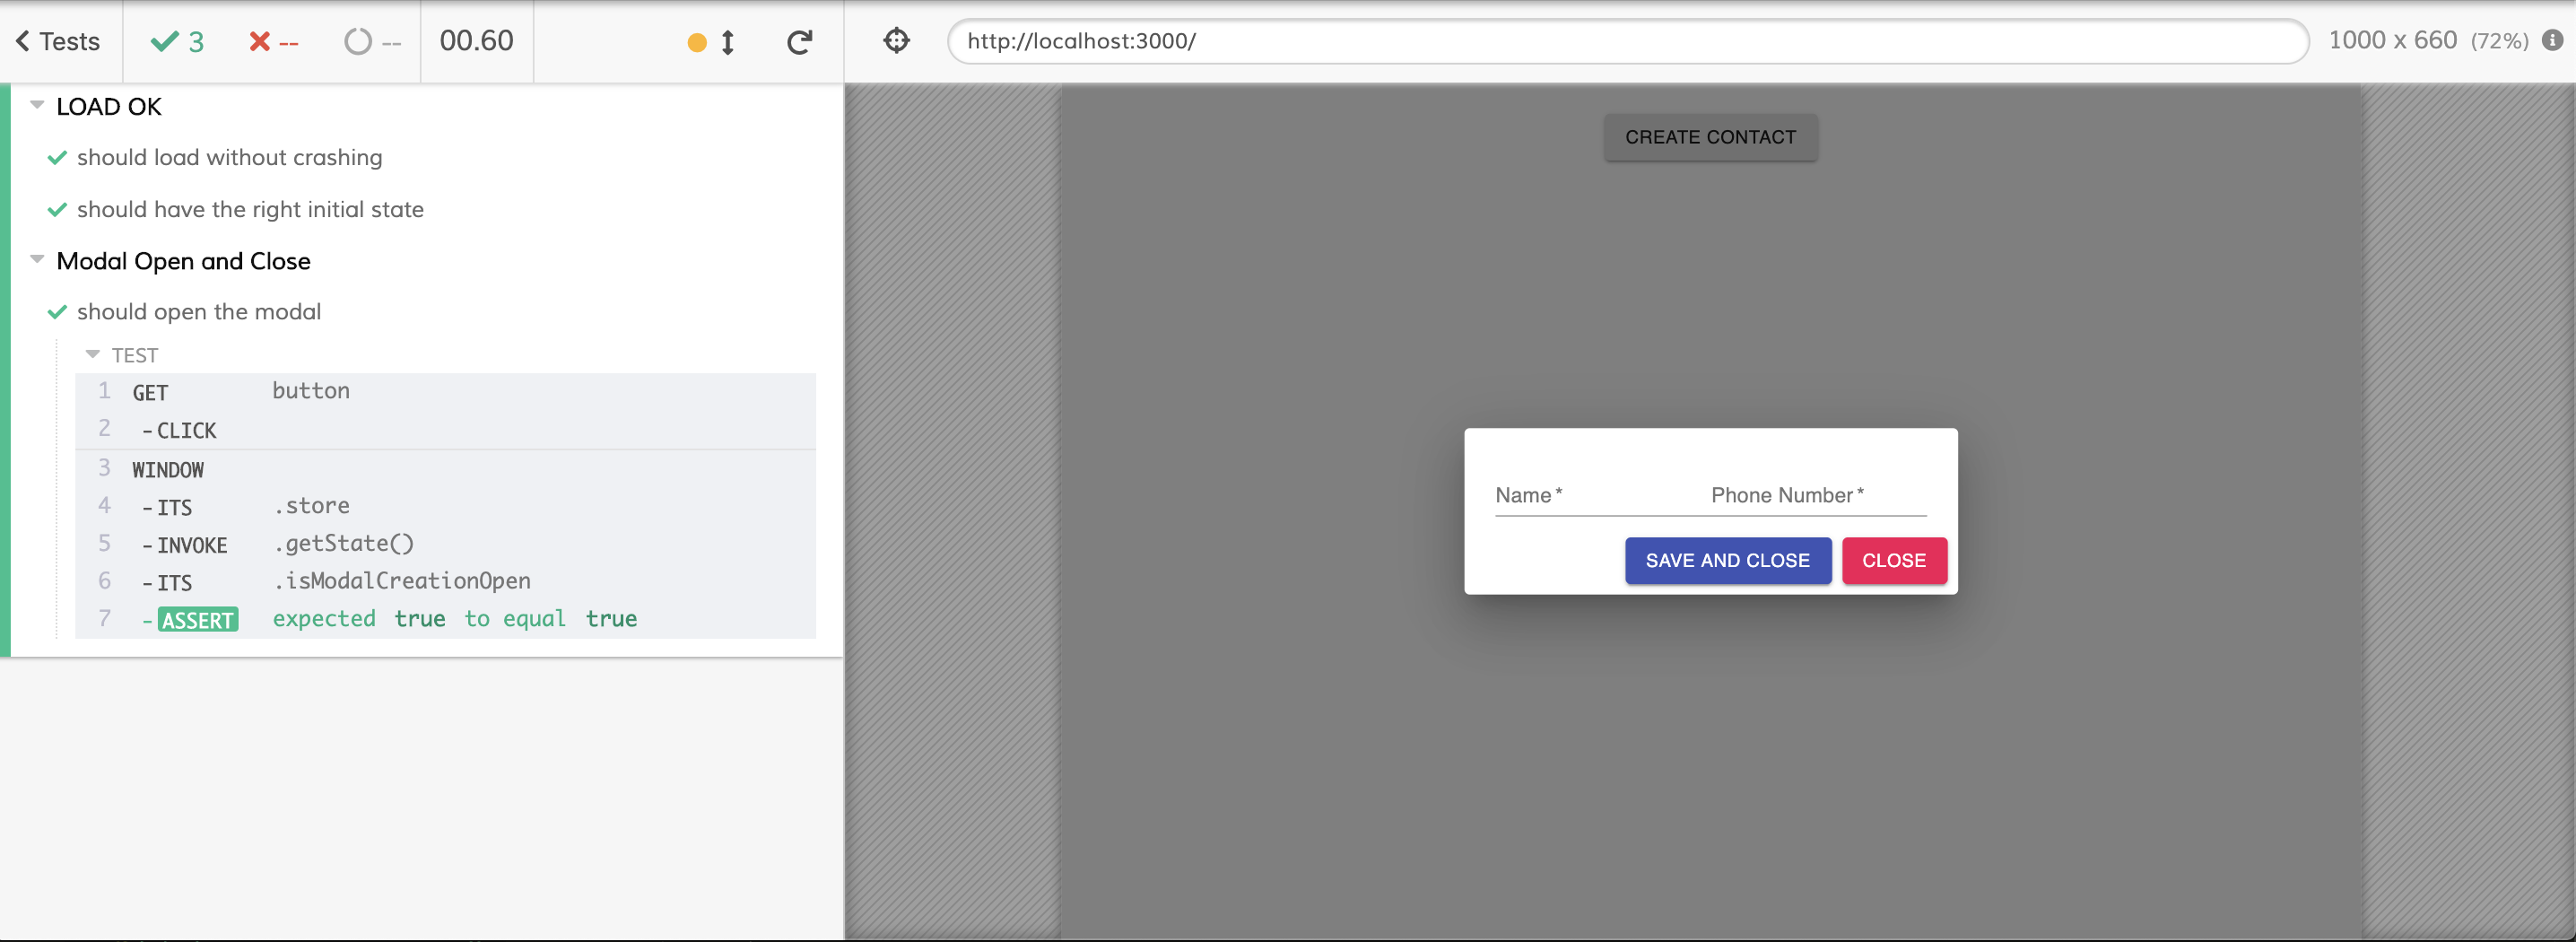 Tests 3 -- -- 00.60
http://localhost:3000/ 1000 x 660 (72%)
LOAD OK
should load without crashing
should have the right initial state
Modal Open and Close
should open the modal
TEST
1 GET button
2 -CLICK
3 WINDOW
4 -ITS .store
5 -INVOKE .getState()
6 -ITS .isModalCreationOpen
7 -ASSERT expected true to equal true
CREATE CONTACT
Name * Phone Number *
SAVE AND CLOSE CLOSE